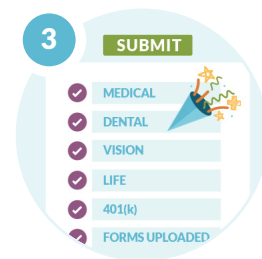 3
SUBMIT
MEDICAL
DENTAL
VISION
LIFE
401(k)
FORMS UPLOADED